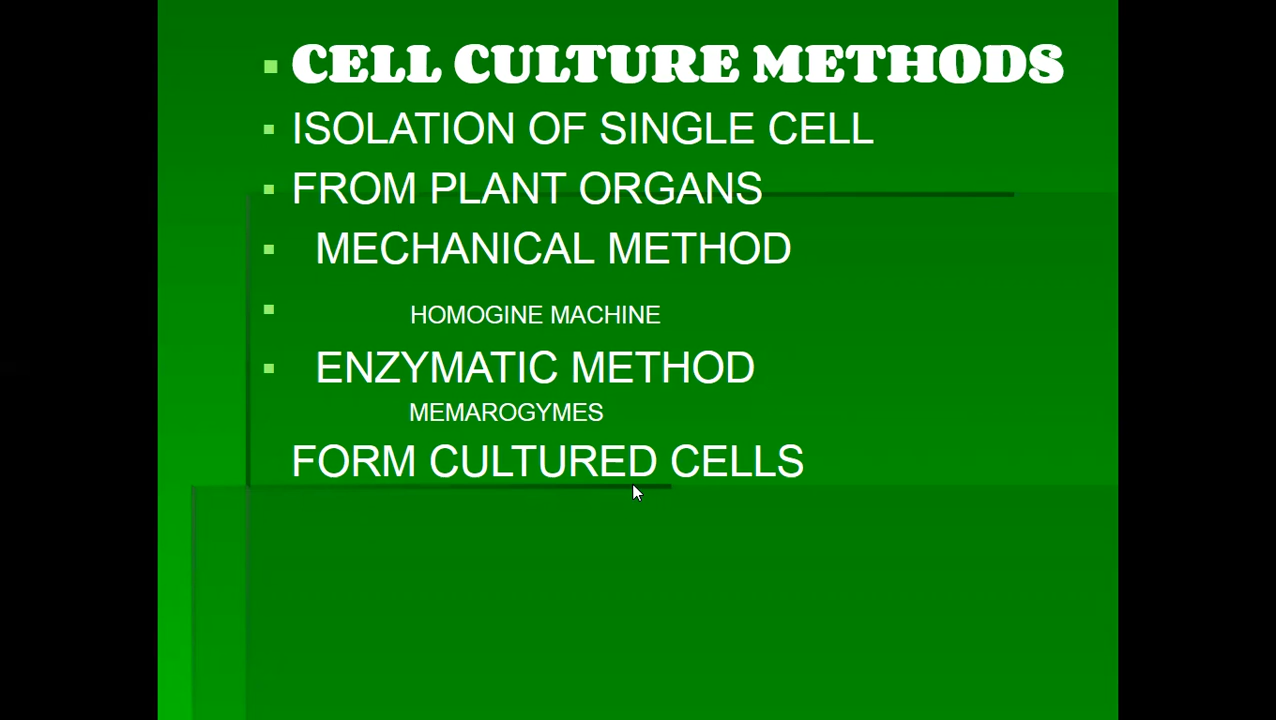 CELL CULTURE METHODS
ISOLATION OF SINGLE CELL
FROM PLANT ORGANS
MECHANICAL METHOD
HOMOGINE MACHINE
ENZYMATIC METHOD
MEMAROGYMES
FORM CULTURED CELLS